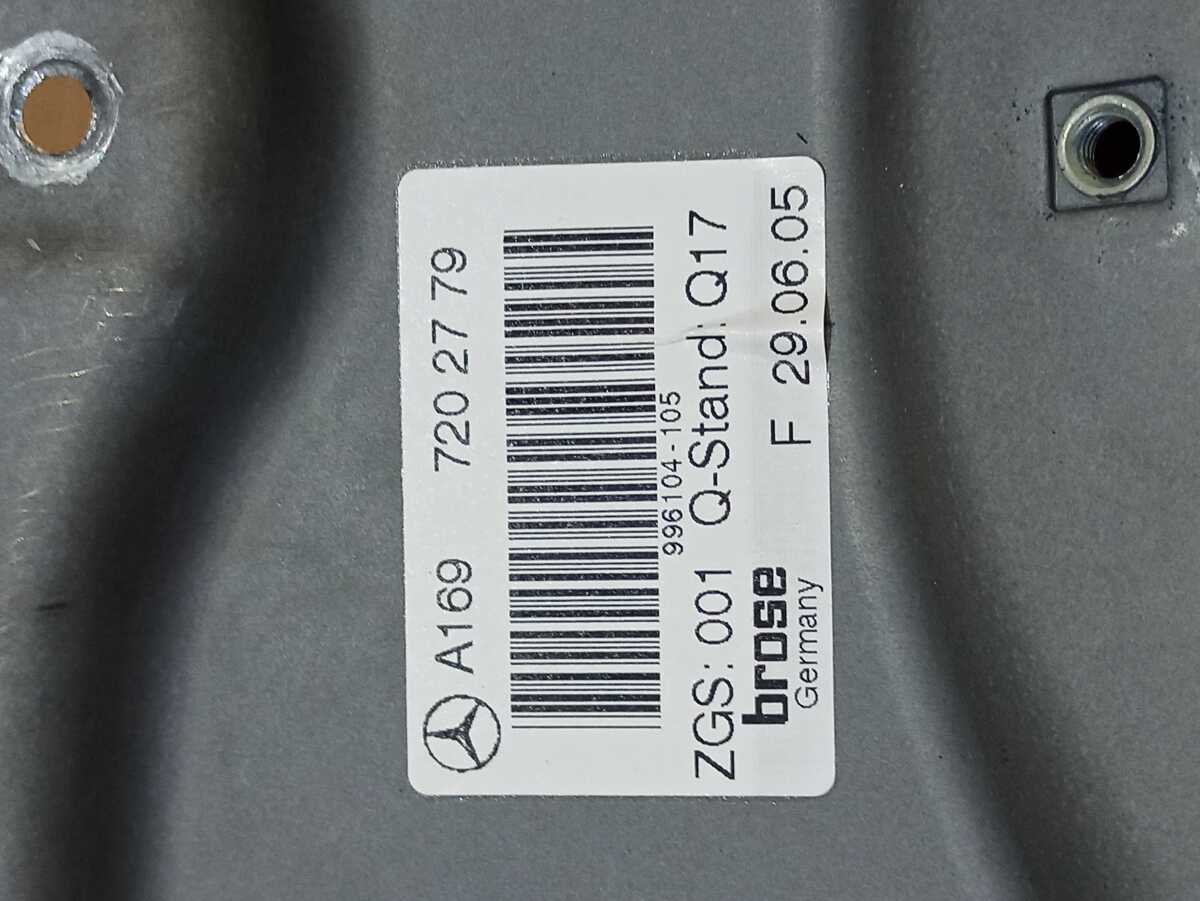 A169 720 27 79
996104-105
ZGS: 001 Q-Stand: Q17
brose F 29.06.05
Germany